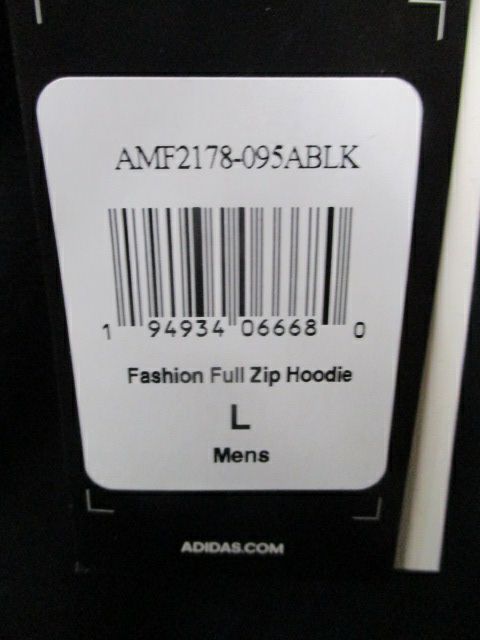 AMF2178-095ABLK
1 94934 06668 0
Fashion Full Zip Hoodie
L
Mens
ADIDAS.COM